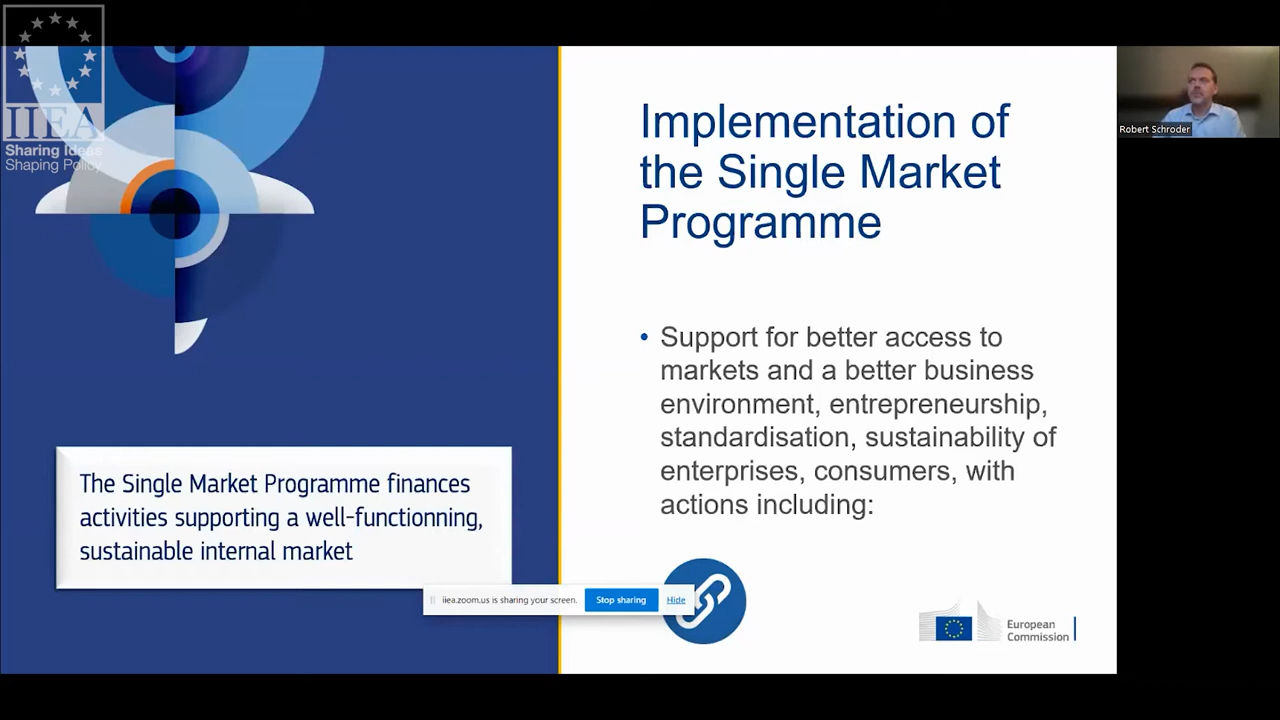 IIEA
Sharing Ideas
Shaping Policy
Implementation of
the Single Market
Programme
Robert Schroder
• Support for better access to
markets and a better business
environment, entrepreneurship,
standardisation, sustainability of
enterprises, consumers, with
actions including:
The Single Market Programme finances
activities supporting a well-functionning,
sustainable internal market
iiea.zoom.us is sharing your screen.
Stop sharing
Hide
European
Commission